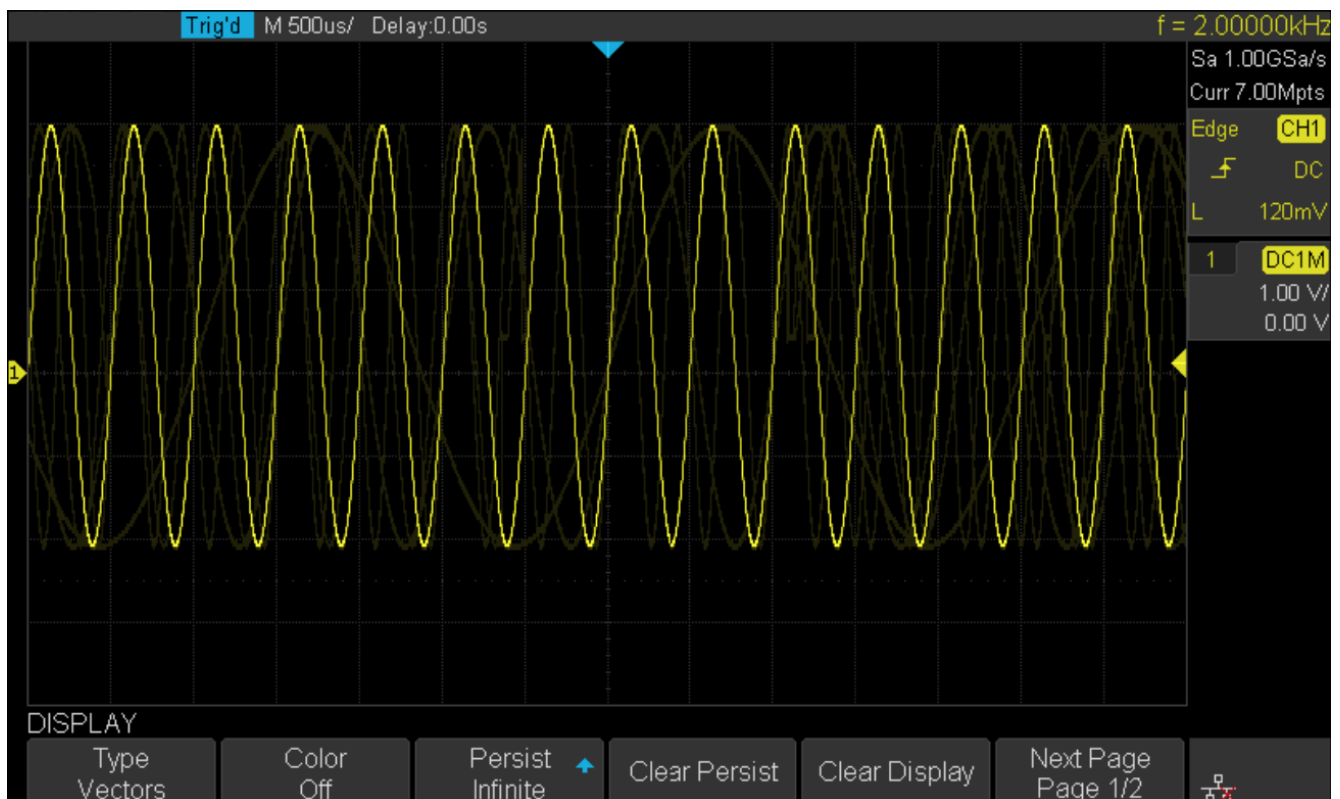 Trig'd M 500us/ Delay:0.00s f = 2.00000kHz
Sa 1.00GSa/s
Curr 7.00Mpts
Edge CH1
DC
L 120mV
1 DC1M
1.00 V/
0.00 V
1
DISPLAY
Type
Vectors
Color
Off
Persist
Infinite
Clear Persist
Clear Display
Next Page
Page 1/2